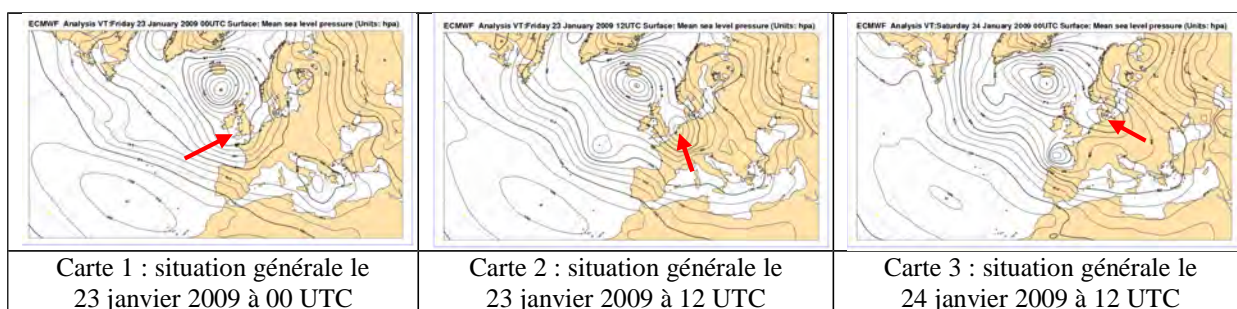 ECMWF Analysis VT:Friday 23 January 2009 00UTC Surface: Mean sea level pressure (Units: hpa)
ECMWF Analysis VT:Friday 23 January 2009 12UTC Surface: Mean sea level pressure (Units: hpa)
ECMWF Analysis VT:Saturday 24 January 2009 00UTC Surface: Mean sea level pressure (Units: hpa)
Carte 1 : situation générale le
23 janvier 2009 à 00 UTC
Carte 2 : situation générale le
23 janvier 2009 à 12 UTC
Carte 3 : situation générale le
24 janvier 2009 à 12 UTC